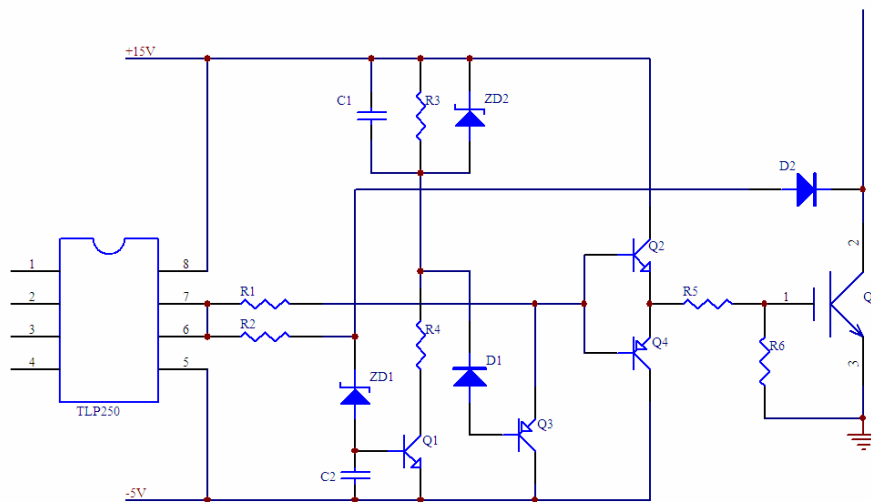 +15V
C1
R3
ZD2
D2
Q2
2
1
8
2
7
R1
R5
1
Q
3
6
R2
4
5
R4
D1
Q4
R6
3
TLP250
ZD1
Q1
Q3
C2
-5V